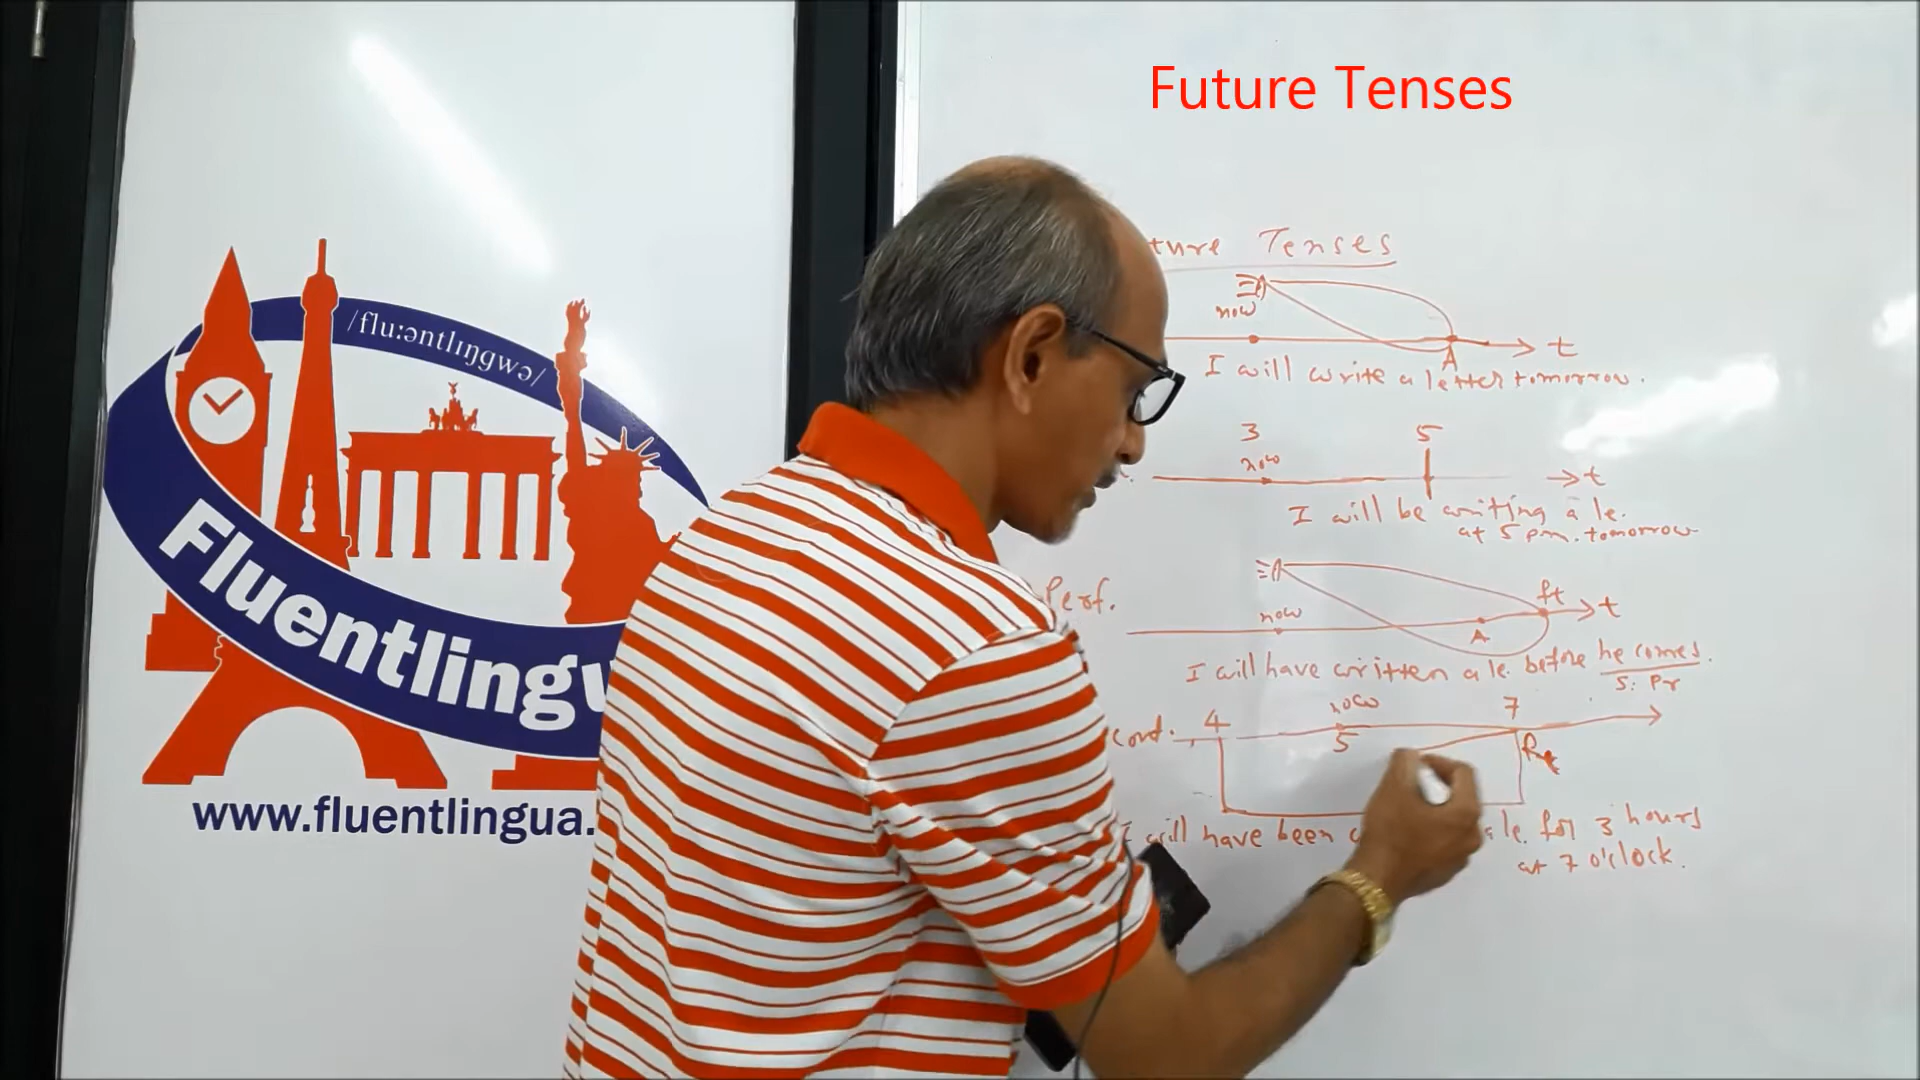 Future Tenses
/flu:əntlɪŋgwə/
Fluentlingu
www.fluentlingua.
ture Tenses
now
A
t
I will write a letter tomorrow.
3
5
now
t
I will be writing a le.
at 5 pm. tomorrow
Perf.
now
A
t
I will have written a le. before he comes.
S. Pr
cont.
4
now
7
5
I will have been
a le. for 3 hours
at 7 o'clock.